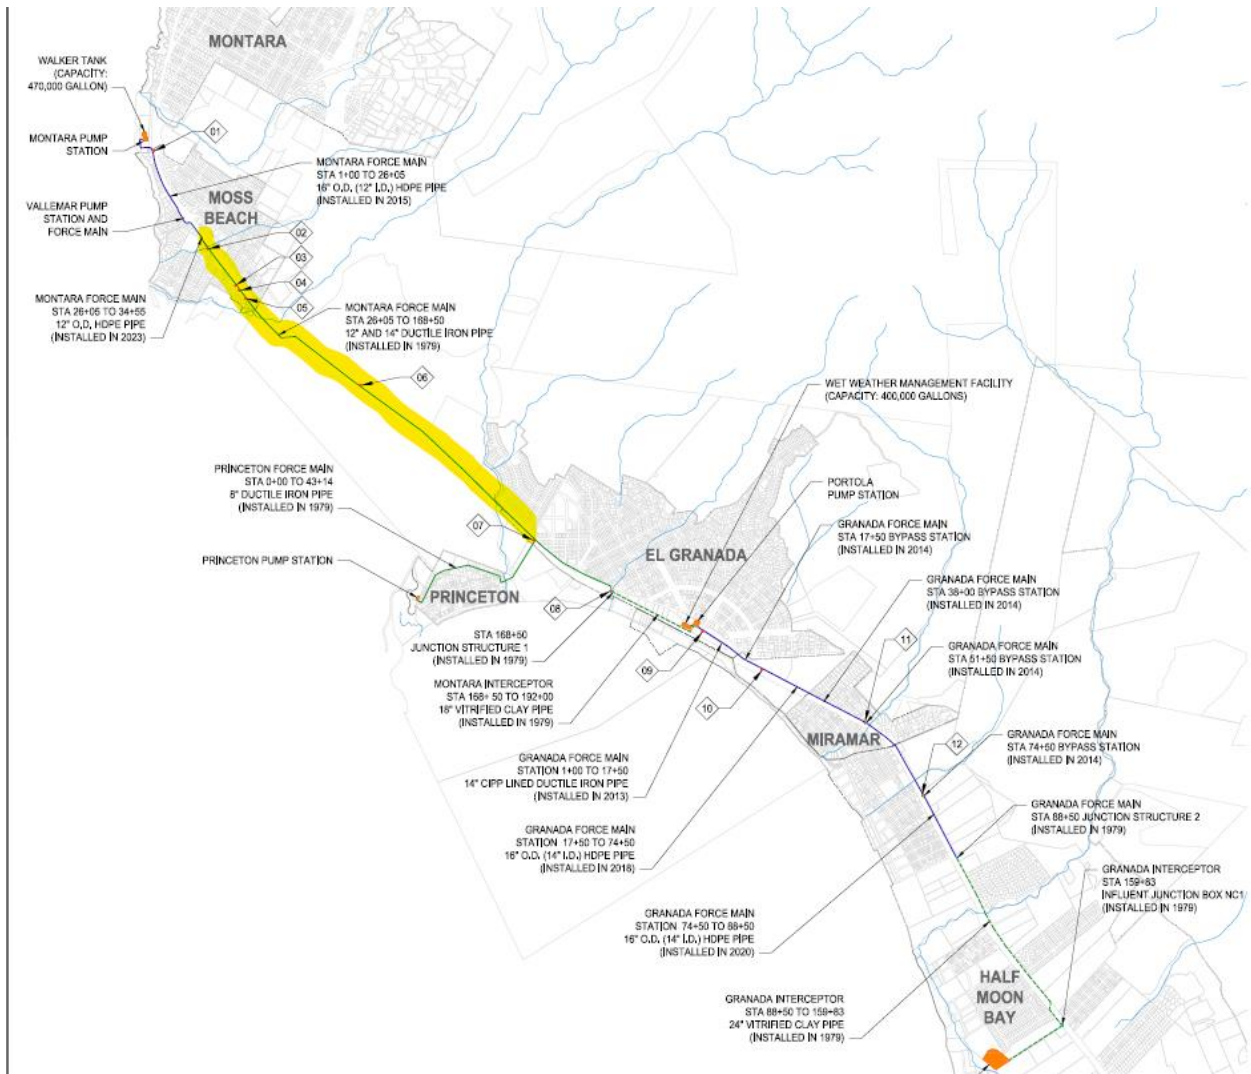 MONTARA
WALKER TANK
(CAPACITY:
470,000 GALLON)
MONTARA PUMP
STATION
01
MONTARA FORCE MAIN
STA 1+00 TO 26+05
16" O.D. (12" I.D.) HDPE PIPE
(INSTALLED IN 2015)
MOSS
BEACH
VALLEMAR PUMP
STATION AND
FORCE MAIN
02
03
04
05
MONTARA FORCE MAIN
STA 26+05 TO 34+55
12" O.D. HDPE PIPE
(INSTALLED IN 2023)
MONTARA FORCE MAIN
STA 26+05 TO 168+50
12" AND 14" DUCTILE IRON PIPE
(INSTALLED IN 1979)
06
WET WEATHER MANAGEMENT FACILITY
(CAPACITY: 400,000 GALLONS)
PRINCETON FORCE MAIN
STA 0+00 TO 43+14
8" DUCTILE IRON PIPE
(INSTALLED IN 1979)
PORTOLA
PUMP STATION
07
GRANADA FORCE MAIN
STA 17+50 BYPASS STATION
(INSTALLED IN 2014)
PRINCETON PUMP STATION
EL GRANADA
PRINCETON
GRANADA FORCE MAIN
STA 38+00 BYPASS STATION
(INSTALLED IN 2014)
08
STA 168+50
JUNCTION STRUCTURE 1
(INSTALLED IN 1979)
11
GRANADA FORCE MAIN
STA 51+50 BYPASS STATION
(INSTALLED IN 2014)
09
MONTARA INTERCEPTOR
STA 168+ 50 TO 192+00
18" VITRIFIED CLAY PIPE
(INSTALLED IN 1979)
10
MIRAMAR
GRANADA FORCE MAIN
STA 74+50 BYPASS STATION
(INSTALLED IN 2014)
12
GRANADA FORCE MAIN
STATION 1+00 TO 17+50
14" CIPP LINED DUCTILE IRON PIPE
(INSTALLED IN 2013)
GRANADA FORCE MAIN
STA 88+50 JUNCTION STRUCTURE 2
(INSTALLED IN 1979)
GRANADA FORCE MAIN
STATION 17+50 TO 74+50
16" O.D. (14" I.D.) HDPE PIPE
(INSTALLED IN 2018)
GRANADA INTERCEPTOR
STA 159+83
INFLUENT JUNCTION BOX NC1
(INSTALLED IN 1979)
GRANADA FORCE MAIN
STATION 74+50 TO 88+50
16" O.D. (14" I.D.) HDPE PIPE
(INSTALLED IN 2020)
HALF
MOON
BAY
GRANADA INTERCEPTOR
STA 88+50 TO 159+83
24" VITRIFIED CLAY PIPE
(INSTALLED IN 1979)